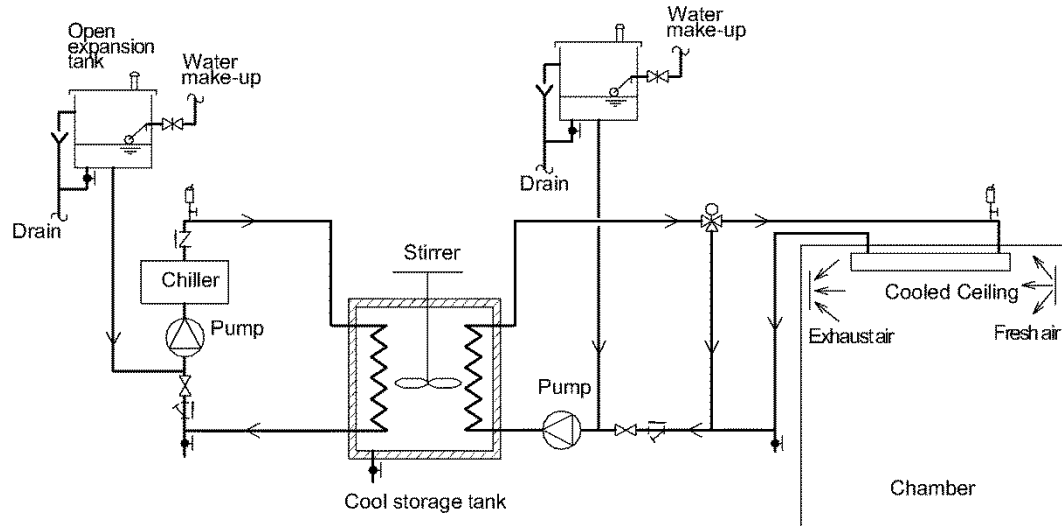 Open
expansion
tank
Water
make-up
Water
make-up
Drain
Drain
Chiller
Stirrer
Cooled Ceiling
Exhaust air
Fresh air
Pump
Pump
Cool storage tank
Chamber